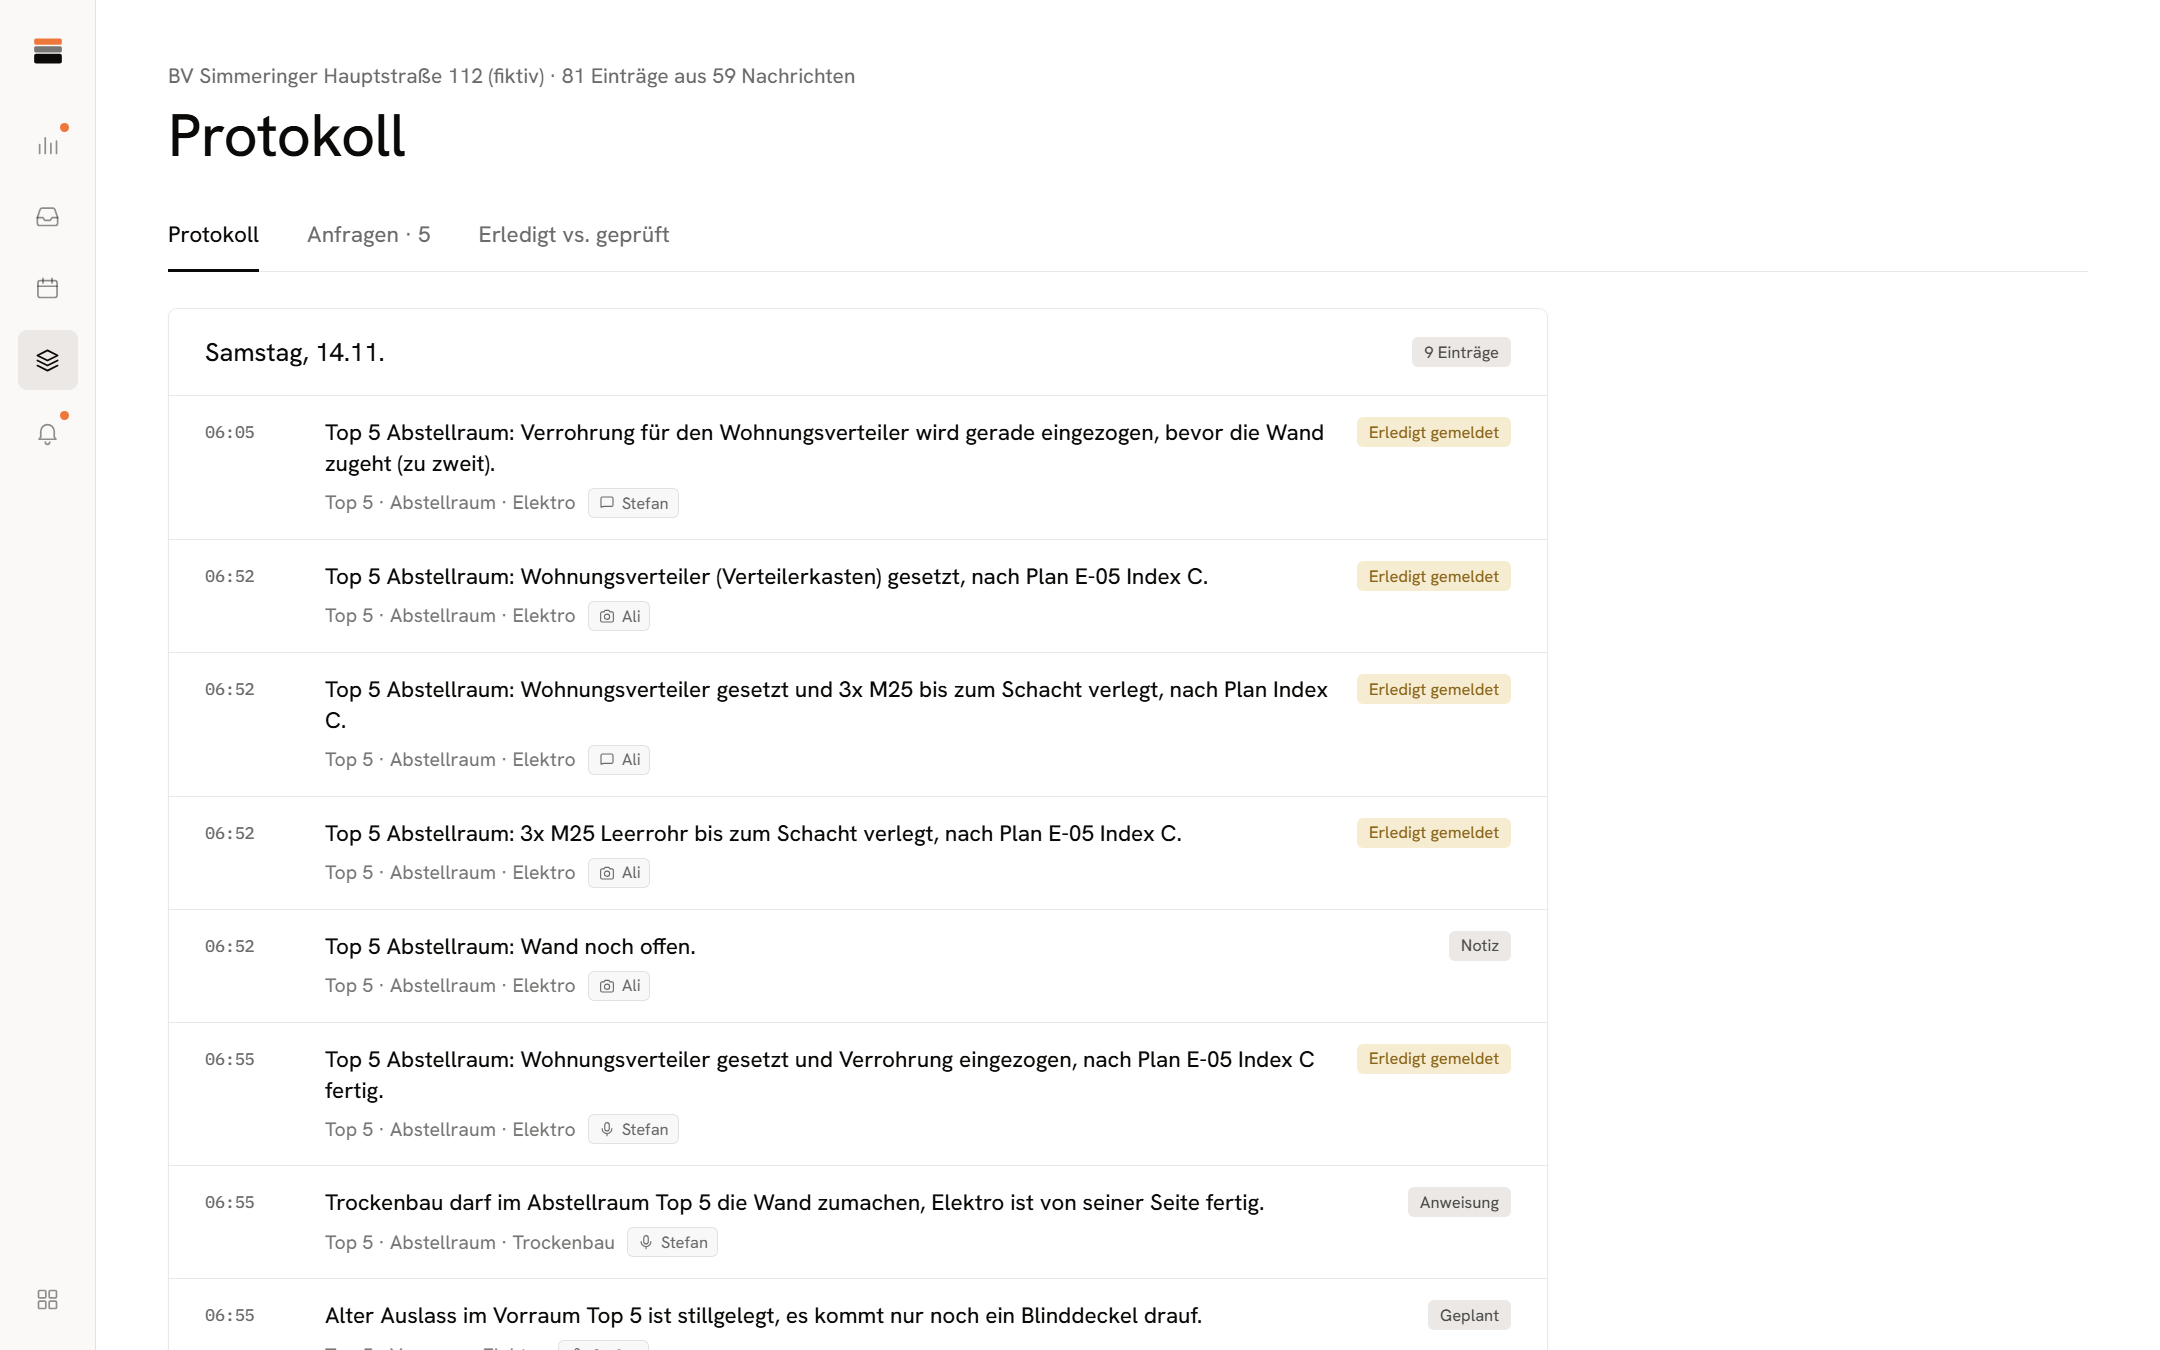 BV Simmeringer Hauptstraße 112 (fiktiv) · 81 Einträge aus 59 Nachrichten
Protokoll
Protokoll
Anfragen · 5
Erledigt vs. geprüft
Samstag, 14.11.
9 Einträge
06:05
Top 5 Abstellraum: Verrohrung für den Wohnungsverteiler wird gerade eingezogen, bevor die Wand
zugeht (zu zweit).
Erledigt gemeldet
Top 5 · Abstellraum · Elektro
Stefan
06:52
Top 5 Abstellraum: Wohnungsverteiler (Verteilerkasten) gesetzt, nach Plan E-05 Index C.
Erledigt gemeldet
Top 5 · Abstellraum · Elektro
Ali
06:52
Top 5 Abstellraum: Wohnungsverteiler gesetzt und 3x M25 bis zum Schacht verlegt, nach Plan Index
C.
Erledigt gemeldet
Top 5 · Abstellraum · Elektro
Ali
06:52
Top 5 Abstellraum: 3x M25 Leerrohr bis zum Schacht verlegt, nach Plan E-05 Index C.
Erledigt gemeldet
Top 5 · Abstellraum · Elektro
Ali
06:52
Top 5 Abstellraum: Wand noch offen.
Notiz
Top 5 · Abstellraum · Elektro
Ali
06:55
Top 5 Abstellraum: Wohnungsverteiler gesetzt und Verrohrung eingezogen, nach Plan E-05 Index C
fertig.
Erledigt gemeldet
Top 5 · Abstellraum · Elektro
Stefan
06:55
Trockenbau darf im Abstellraum Top 5 die Wand zumachen, Elektro ist von seiner Seite fertig.
Anweisung
Top 5 · Abstellraum · Trockenbau
Stefan
06:55
Alter Auslass im Vorraum Top 5 ist stillgelegt, es kommt nur noch ein Blinddeckel drauf.
Geplant